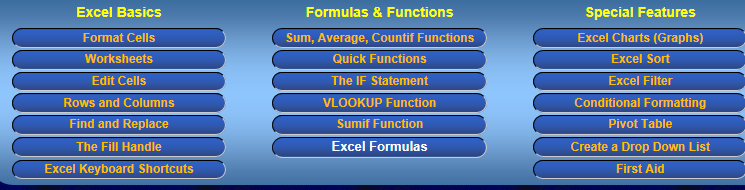 Excel Basics
Format Cells
Worksheets
Edit Cells
Rows and Columns
Find and Replace
The Fill Handle
Excel Keyboard Shortcuts
Formulas & Functions
Sum, Average, Countif Functions
Quick Functions
The IF Statement
VLOOKUP Function
Sumif Function
Excel Formulas
Special Features
Excel Charts (Graphs)
Excel Sort
Excel Filter
Conditional Formatting
Pivot Table
Create a Drop Down List
First Aid